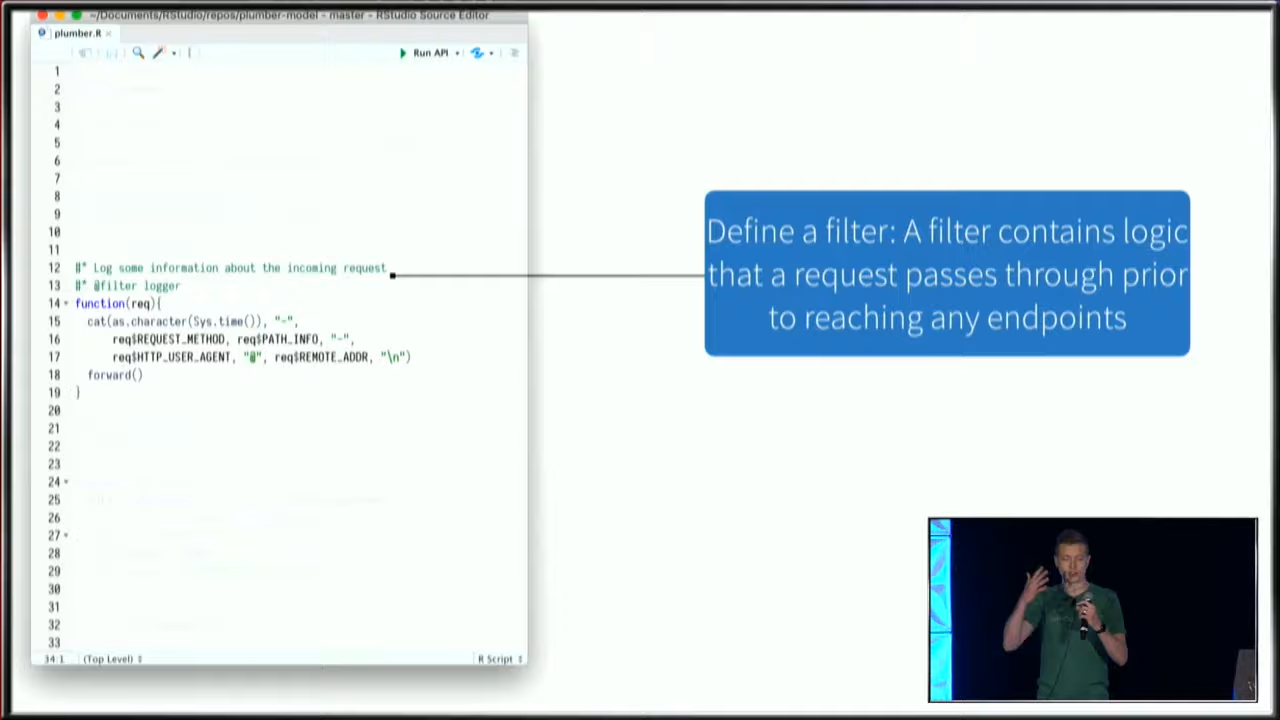 ~/Documents/RStudio/repos/plumber-model - master - RStudio Source Editor
plumber.R
Run API
1
2
3
4
5
6
7
8
9
10
11
12 #* Log some information about the incoming request
13 #* @filter logger
14 function(req){
15 cat(as.character(Sys.time()), "-",
16 req$REQUEST_METHOD, req$PATH_INFO, "-",
17 req$HTTP_USER_AGENT, "@", req$REMOTE_ADDR, "\n")
18 forward()
19 }
20
21
22
23
24
25
26
27
28
29
30
31
32
33
34:1 (Top Level) R Script
Define a filter: A filter contains logic
that a request passes through prior
to reaching any endpoints